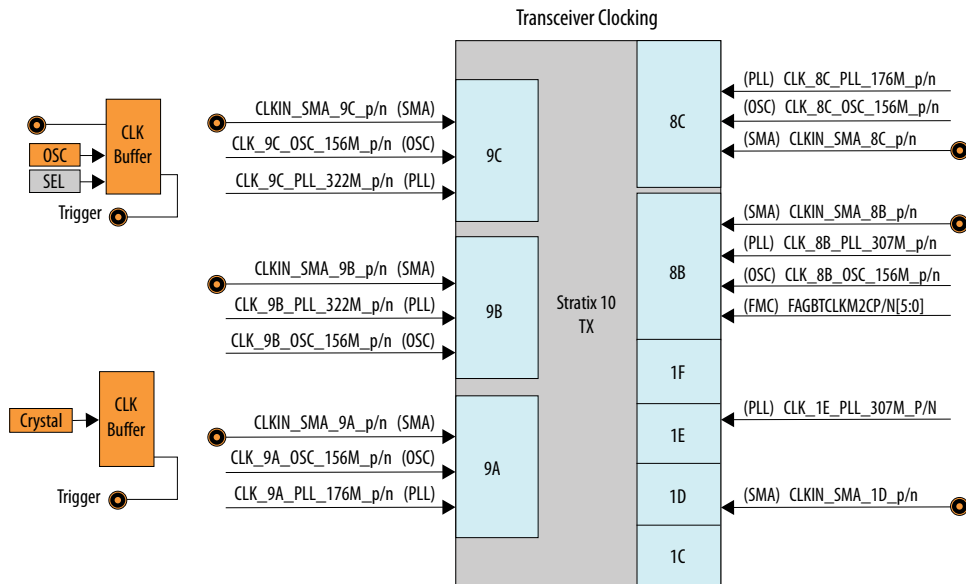 Transceiver Clocking
CLK
Buffer
OSC
SEL
Trigger
CLKIN_SMA_9C_p/n (SMA)
CLK_9C_OSC_156M_p/n (OSC)
CLK_9C_PLL_322M_p/n (PLL)
9C
CLKIN_SMA_9B_p/n (SMA)
CLK_9B_PLL_322M_p/n (PLL)
CLK_9B_OSC_156M_p/n (OSC)
9B
Crystal
CLK
Buffer
Trigger
CLKIN_SMA_9A_p/n (SMA)
CLK_9A_OSC_156M_p/n (OSC)
CLK_9A_PLL_176M_p/n (PLL)
9A
Stratix 10
TX
8C
(PLL) CLK_8C_PLL_176M_p/n
(OSC) CLK_8C_OSC_156M_p/n
(SMA) CLKIN_SMA_8C_p/n
8B
(SMA) CLKIN_SMA_8B_p/n
(PLL) CLK_8B_PLL_307M_p/n
(OSC) CLK_8B_OSC_156M_p/n
(FMC) FAGBTCLKM2CP/N[5:0]
1F
1E
(PLL) CLK_1E_PLL_307M_P/N
1D
(SMA) CLKIN_SMA_1D_p/n
1C